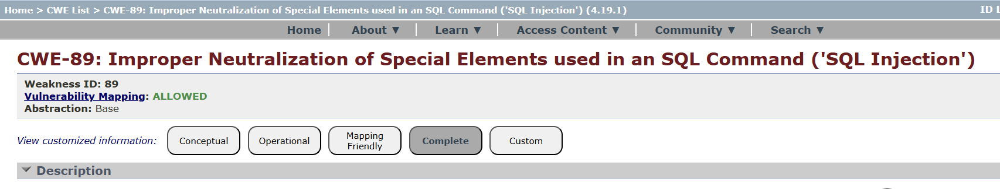 Home > CWE List > CWE-89: Improper Neutralization of Special Elements used in an SQL Command ('SQL Injection') (4.19.1) ID
Home About ▼ Learn ▼ Access Content ▼ Community ▼ Search ▼
CWE-89: Improper Neutralization of Special Elements used in an SQL Command ('SQL Injection')
Weakness ID: 89
Vulnerability Mapping: ALLOWED
Abstraction: Base
View customized information: Conceptual Operational Mapping Friendly Complete Custom
Description